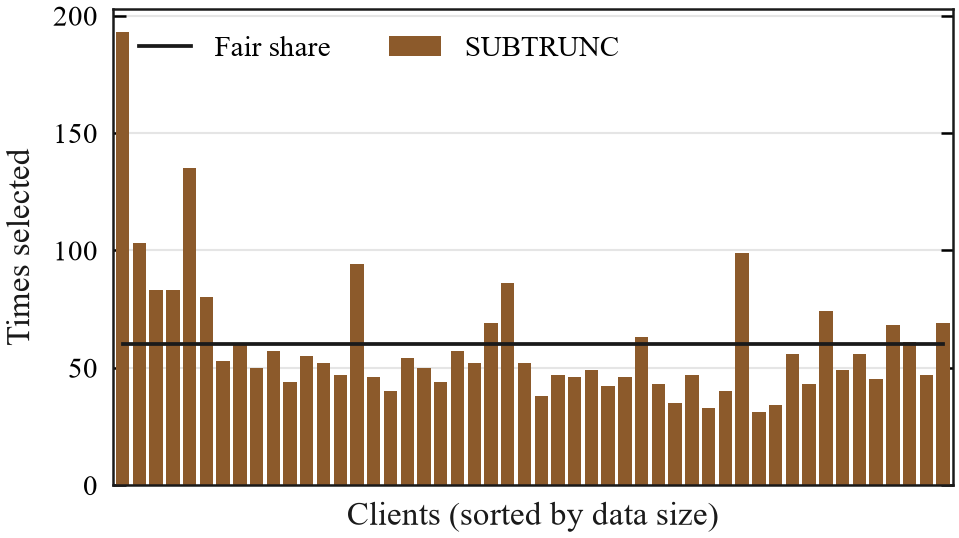 200
Fair share
SUBTRUNC
150
100
50
0
Times selected
Clients (sorted by data size)